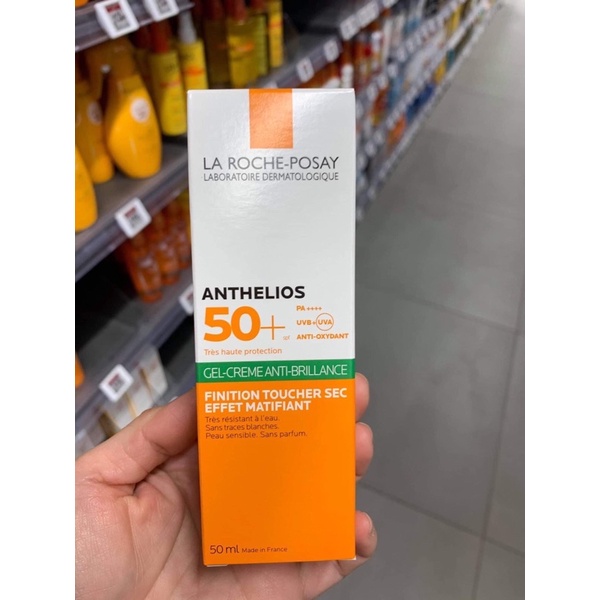 LA ROCHE-POSAY
LABORATOIRE DERMATOLOGIQUE
ANTHELIOS
50+
PA ++++
UVB + UVA
ANTI-OXYDANT
Très haute protection
GEL-CREME ANTI-BRILLANCE
FINITION TOUCHER SEC
EFFET MATIFIANT
Très résistant à l'eau.
Sans traces blanches.
Peau sensible. Sans parfum.
50 ml Made in France